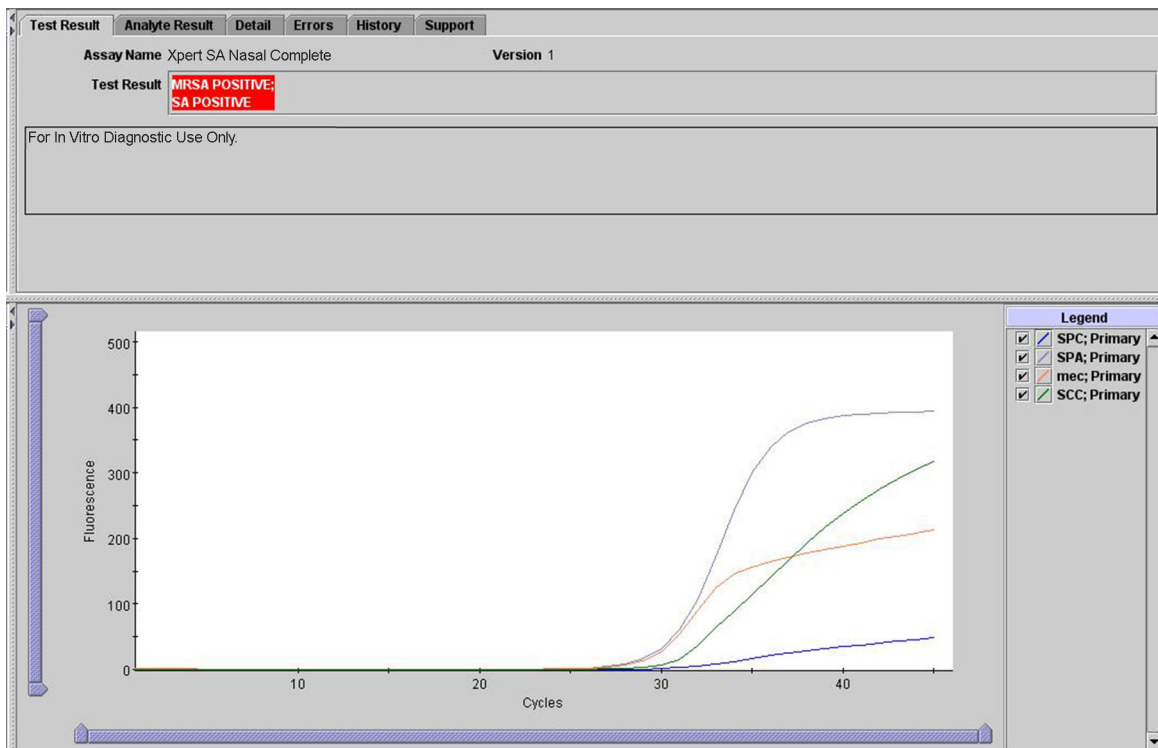 Test Result Analyte Result Detail Errors History Support
Assay Name Xpert SA Nasal Complete Version 1
Test Result MRSA POSITIVE;
SA POSITIVE
For In Vitro Diagnostic Use Only.
Legend
SPC; Primary
SPA; Primary
mec; Primary
SCC; Primary
500
400
300
200
100
0
Fluorescence
10 20 30 40
Cycles